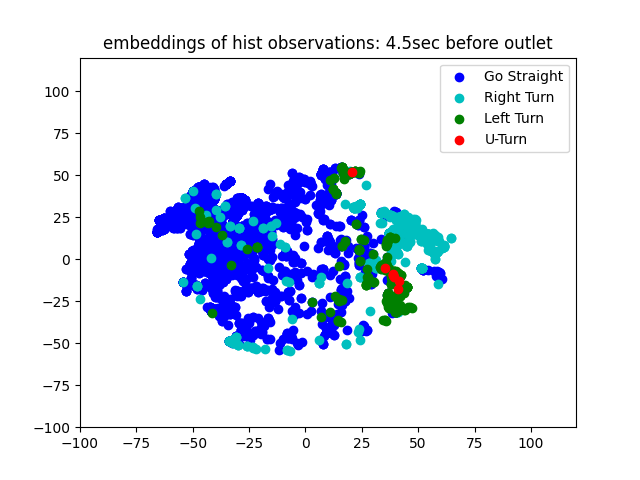 embeddings of hist observations: 4.5sec before outlet
Go Straight
Right Turn
Left Turn
U-Turn
100
75
50
25
0
−25
−50
−75
−100
−100 −75 −50 −25 0 25 50 75 100